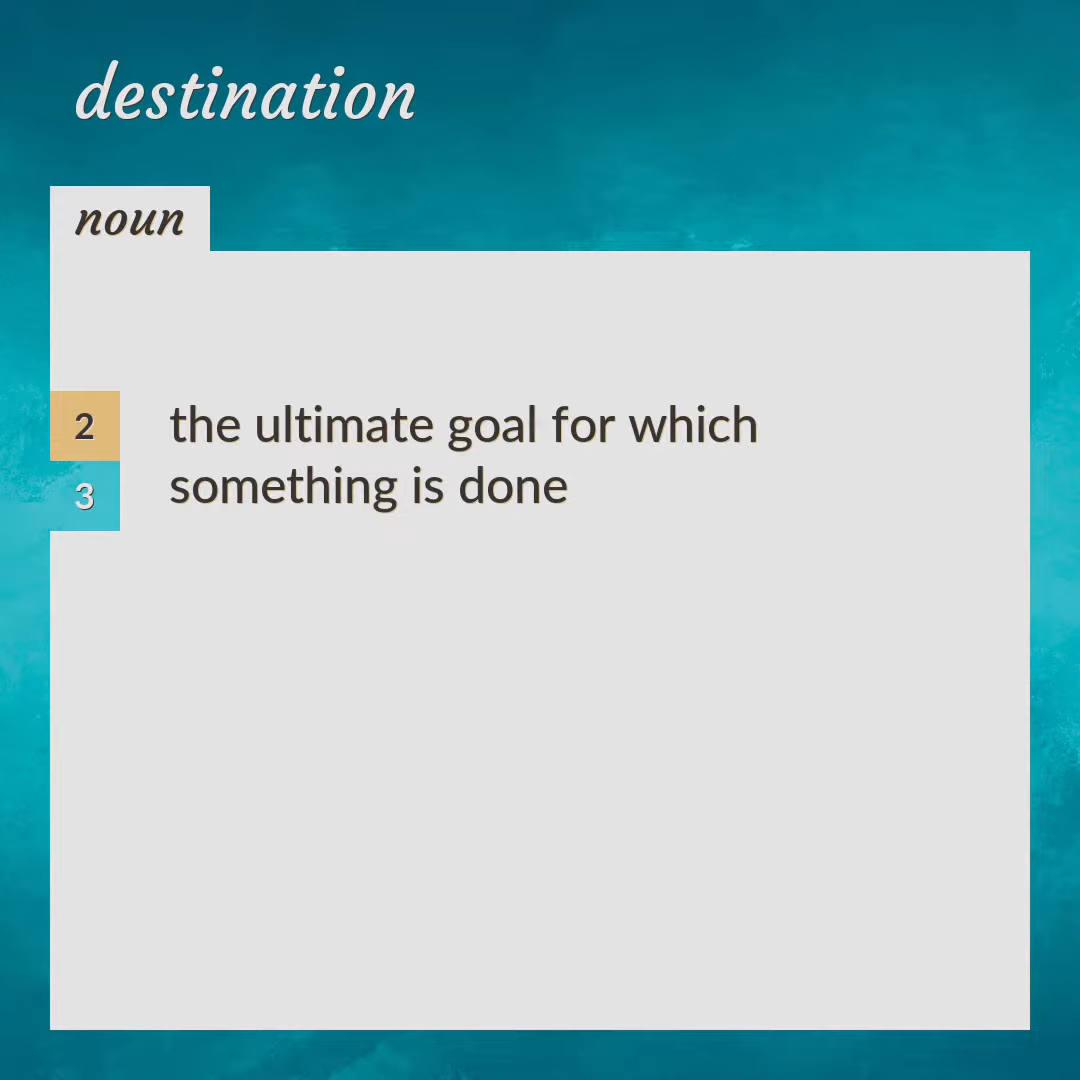 destination
noun
2
the ultimate goal for which
something is done
3